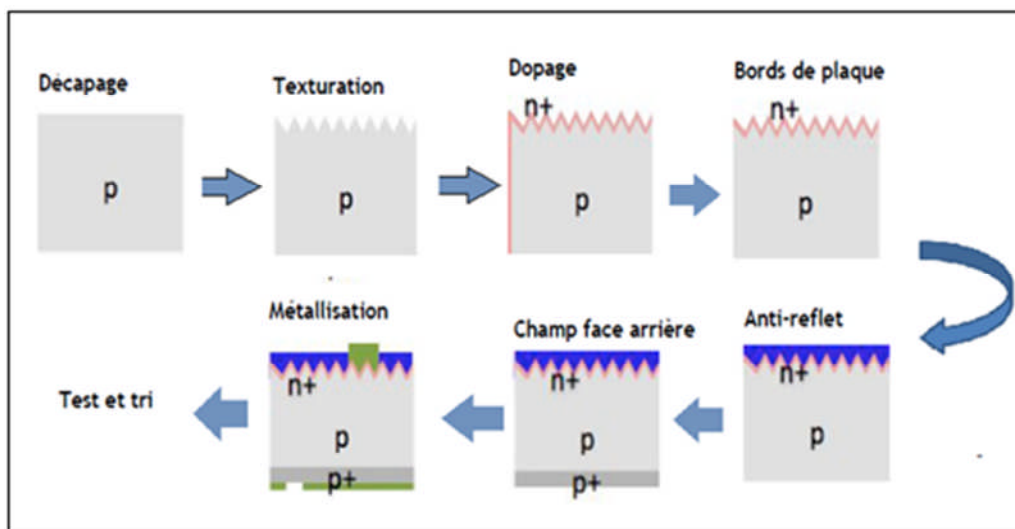 Décapage
p
Texturation
p
Dopage
n+
p
Bords de plaque
n+
p
Anti-reflet
n+
p
Champ face arrière
n+
p
p+
Métallisation
n+
p
p+
Test et tri